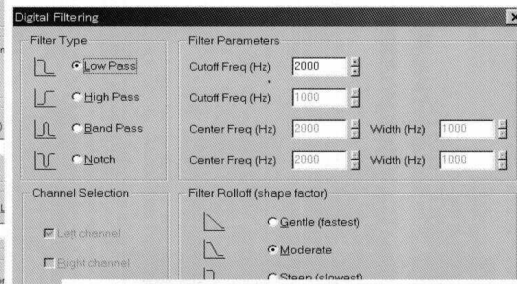 Digital Filtering
Filter Type
Low Pass
High Pass
Band Pass
Notch
Filter Parameters
Cutoff Freq (Hz) 2000
Cutoff Freq (Hz) 1000
Center Freq (Hz) 2000 Width (Hz) 1000
Center Freq (Hz) 2000 Width (Hz) 1000
Channel Selection
Left channel
Right channel
Filter Rolloff (shape factor)
Gentle (fastest)
Moderate
Steep (slowest)